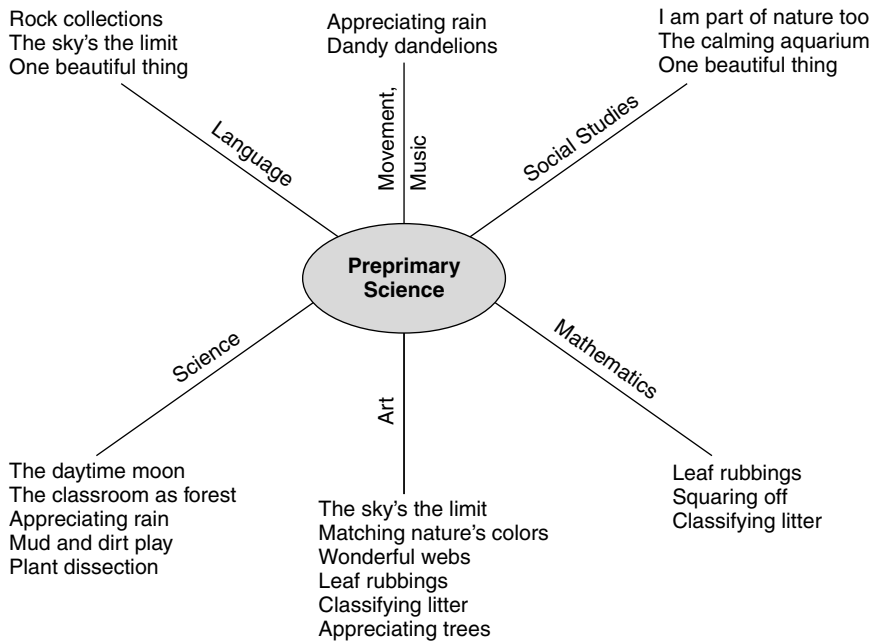 Rock collections
The sky's the limit
One beautiful thing
Language
Appreciating rain
Dandy dandelions
Movement,
Music
I am part of nature too
The calming aquarium
One beautiful thing
Social Studies
Preprimary
Science
Science
The daytime moon
The classroom as forest
Appreciating rain
Mud and dirt play
Plant dissection
Art
The sky's the limit
Matching nature's colors
Wonderful webs
Leaf rubbings
Classifying litter
Appreciating trees
Mathematics
Leaf rubbings
Squaring off
Classifying litter